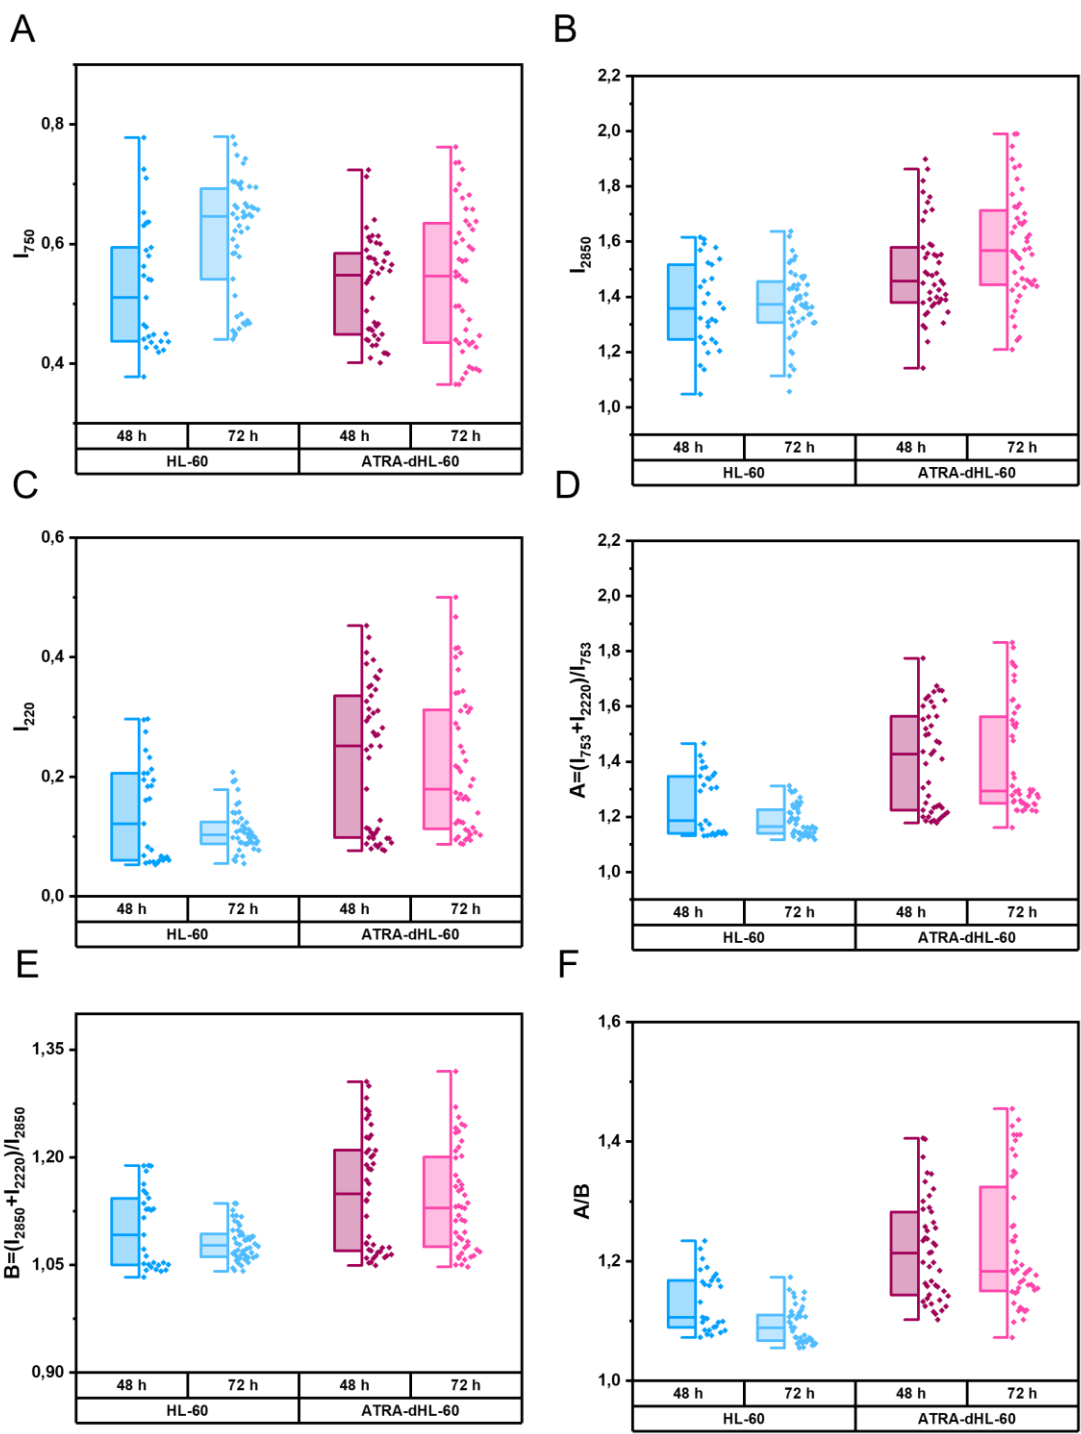 A
I750
0,8
0,6
0,4
48 h 72 h 48 h 72 h
HL-60 ATRA-dHL-60
B
I2850
2,2
2,0
1,8
1,6
1,4
1,2
1,0
48 h 72 h 48 h 72 h
HL-60 ATRA-dHL-60
C
I220
0,6
0,4
0,2
0,0
48 h 72 h 48 h 72 h
HL-60 ATRA-dHL-60
D
A=(I753+I2220)/I753
2,2
2,0
1,8
1,6
1,4
1,2
1,0
48 h 72 h 48 h 72 h
HL-60 ATRA-dHL-60
E
B=(I2850+I2220)/I2850
1,35
1,20
1,05
0,90
48 h 72 h 48 h 72 h
HL-60 ATRA-dHL-60
F
A/B
1,6
1,4
1,2
1,0
48 h 72 h 48 h 72 h
HL-60 ATRA-dHL-60